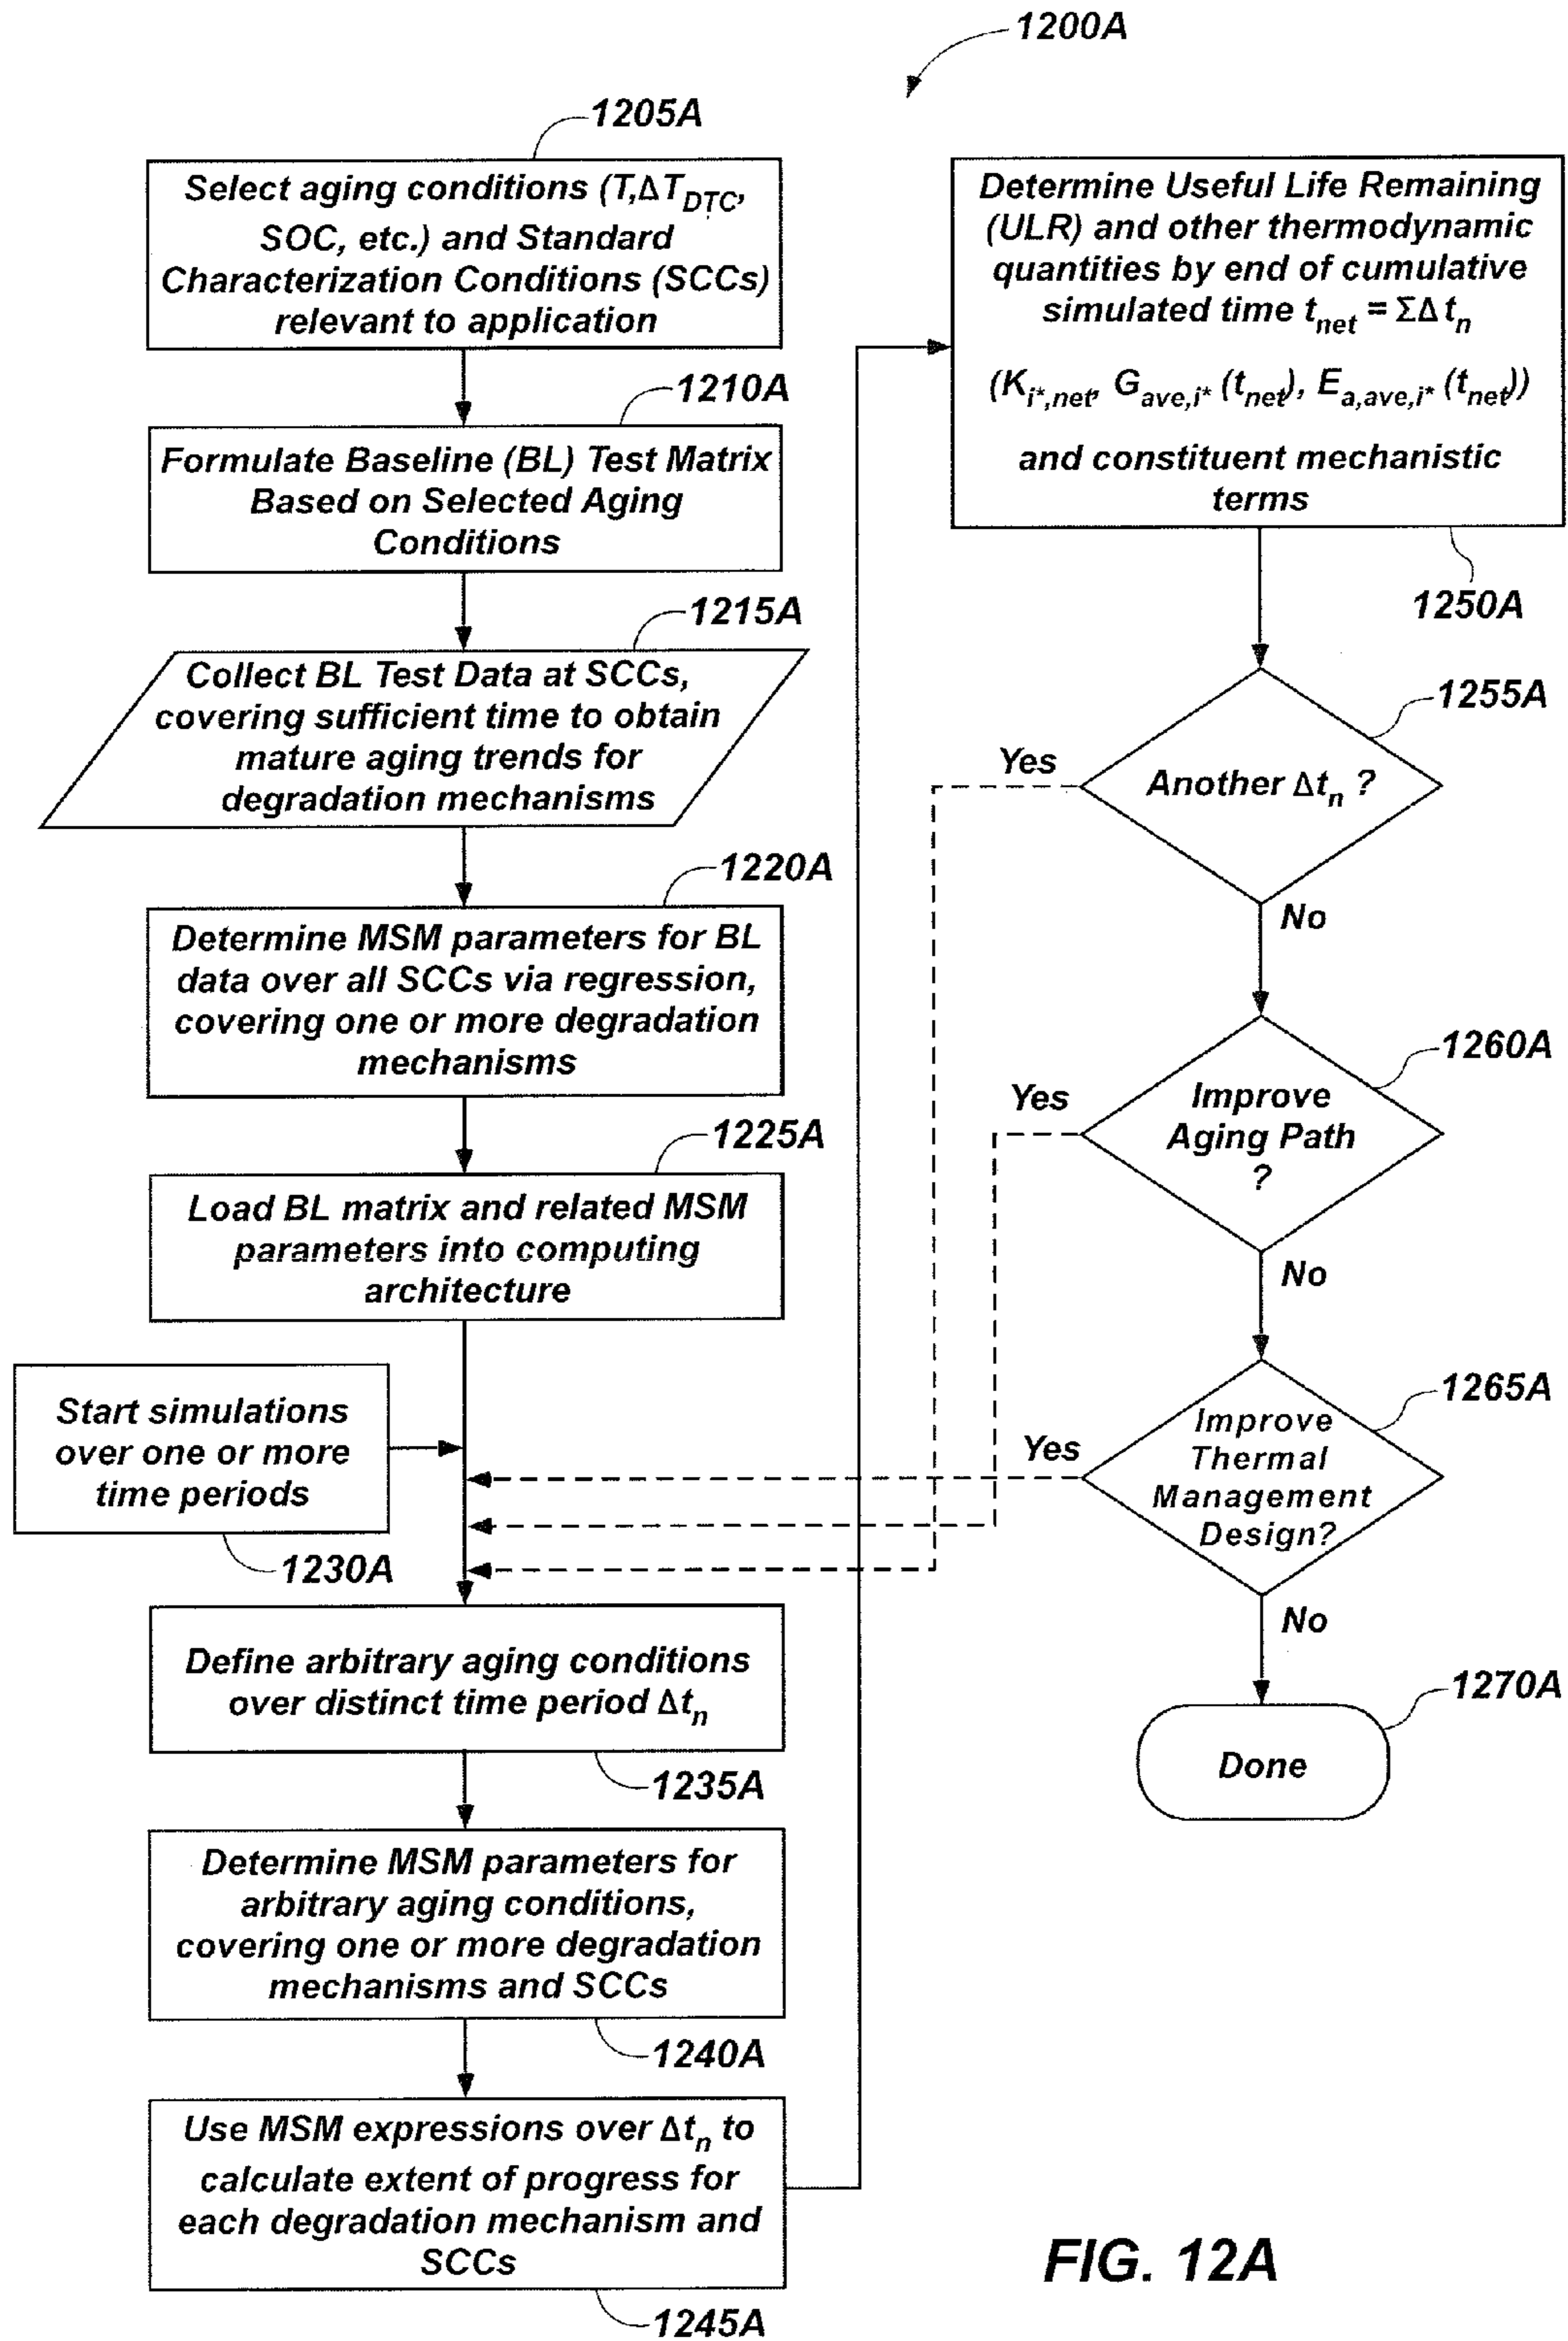 1200A
1205A
Select aging conditions (T,ΔT_DTC,
SOC, etc.) and Standard
Characterization Conditions (SCCs)
relevant to application
1210A
Formulate Baseline (BL) Test Matrix
Based on Selected Aging
Conditions
1215A
Collect BL Test Data at SCCs,
covering sufficient time to obtain
mature aging trends for
degradation mechanisms
1220A
Determine MSM parameters for BL
data over all SCCs via regression,
covering one or more degradation
mechanisms
1225A
Load BL matrix and related MSM
parameters into computing
architecture
Start simulations
over one or more
time periods
1230A
Define arbitrary aging conditions
over distinct time period Δt_n
1235A
Determine MSM parameters for
arbitrary aging conditions,
covering one or more degradation
mechanisms and SCCs
1240A
Use MSM expressions over Δt_n to
calculate extent of progress for
each degradation mechanism and
SCCs
1245A
Determine Useful Life Remaining
(ULR) and other thermodynamic
quantities by end of cumulative
simulated time t_net = ΣΔt_n
(K_i*,net, G_ave,i* (t_net), E_a,ave,i* (t_net))
and constituent mechanistic
terms
1250A
1255A
Another Δt_n ?
Yes
No
1260A
Improve
Aging Path
?
Yes
No
1265A
Improve
Thermal
Management
Design?
Yes
No
1270A
Done
FIG. 12A